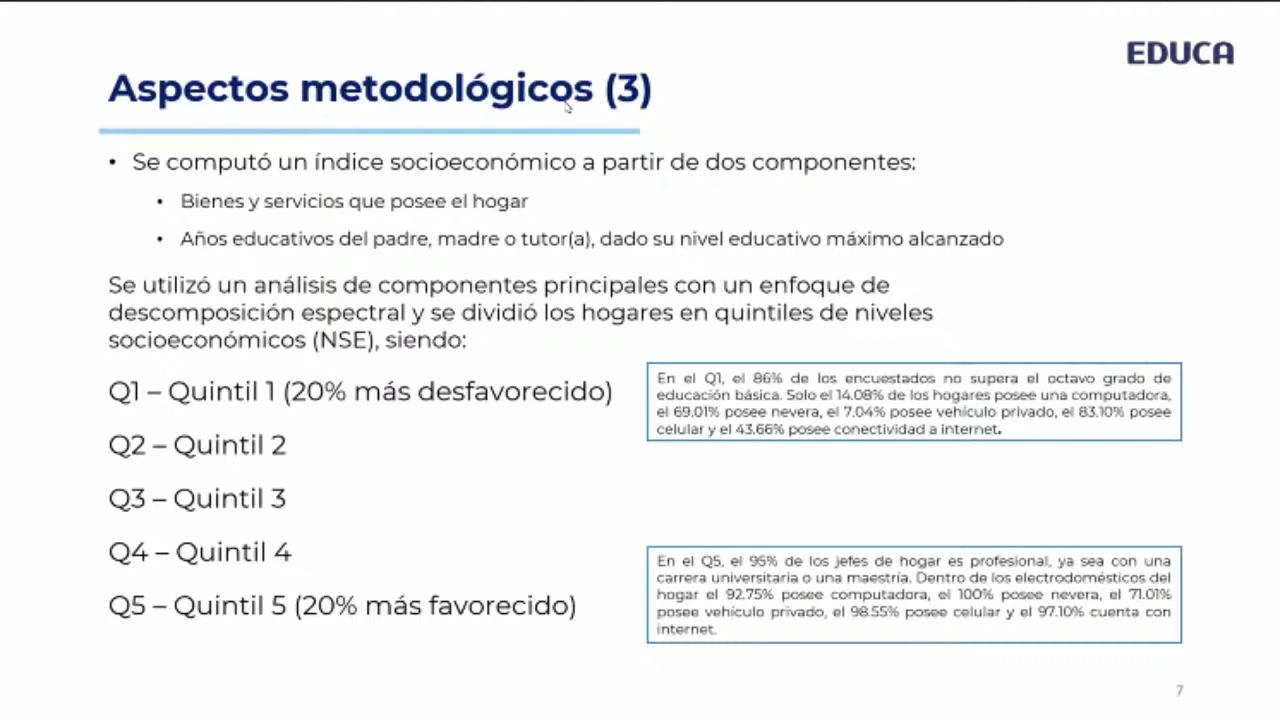 EDUCA
Aspectos metodológicos (3)
• Se computó un índice socioeconómico a partir de dos componentes:
• Bienes y servicios que posee el hogar
• Años educativos del padre, madre o tutor(a), dado su nivel educativo máximo alcanzado
Se utilizó un análisis de componentes principales con un enfoque de
descomposición espectral y se dividió los hogares en quintiles de niveles
socioeconómicos (NSE), siendo:
Q1 – Quintil 1 (20% más desfavorecido)
En el Q1, el 86% de los encuestados no supera el octavo grado de
educación básica. Solo el 14.08% de los hogares posee una computadora,
el 69.01% posee nevera, el 7.04% posee vehículo privado, el 83.10% posee
celular y el 43.66% posee conectividad a internet.
Q2 – Quintil 2
Q3 – Quintil 3
Q4 – Quintil 4
Q5 – Quintil 5 (20% más favorecido)
En el Q5, el 95% de los jefes de hogar es profesional, ya sea con una
carrera universitaria o una maestría. Dentro de los electrodomésticos del
hogar el 92.75% posee computadora, el 100% posee nevera, el 71.01%
posee vehículo privado, el 98.55% posee celular y el 97.10% cuenta con
internet.
7